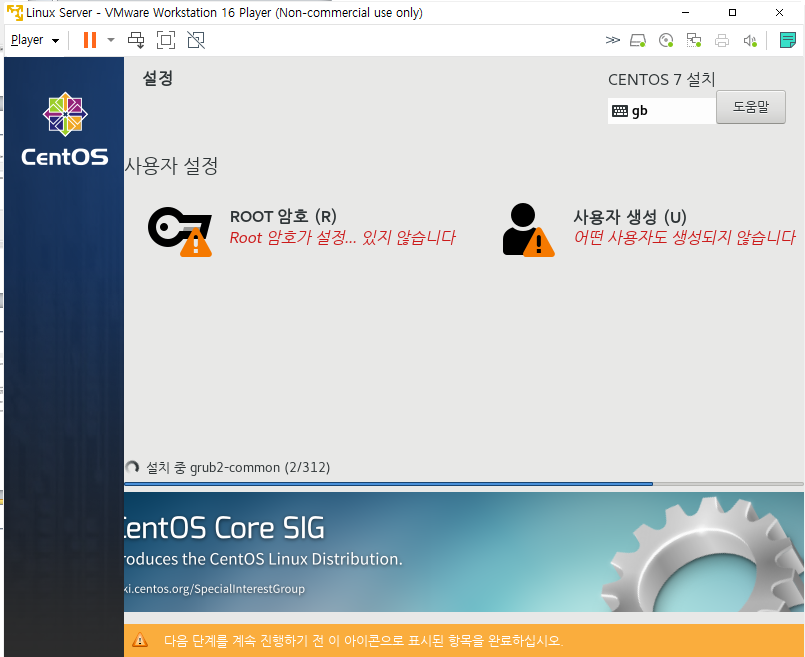 Linux Server - VMware Workstation 16 Player (Non-commercial use only)
Player
CentOS
설정
CENTOS 7 설치
gb
도움말
사용자 설정
ROOT 암호 (R)
Root 암호가 설정... 있지 않습니다
사용자 생성 (U)
어떤 사용자도 생성되지 않습니다
설치 중 grub2-common (2/312)
CentOS Core SIG
roduces the CentOS Linux Distribution.
ki.centos.org/SpecialInterestGroup
다음 단계를 계속 진행하기 전 이 아이콘으로 표시된 항목을 완료하십시오.